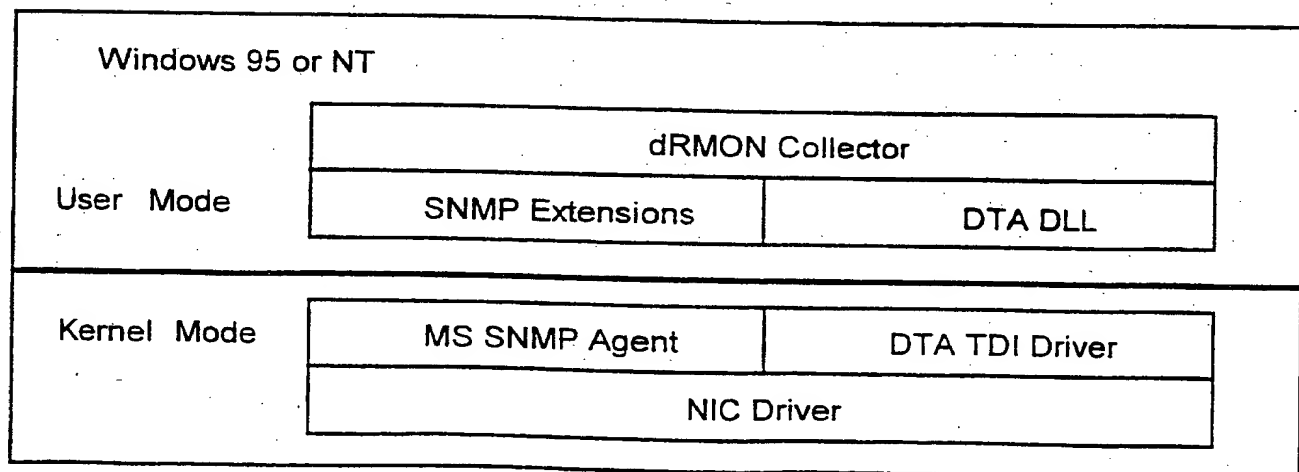 Windows 95 or NT
dRMON Collector
User Mode
SNMP Extensions
DTA DLL
Kernel Mode
MS SNMP Agent
DTA TDI Driver
NIC Driver